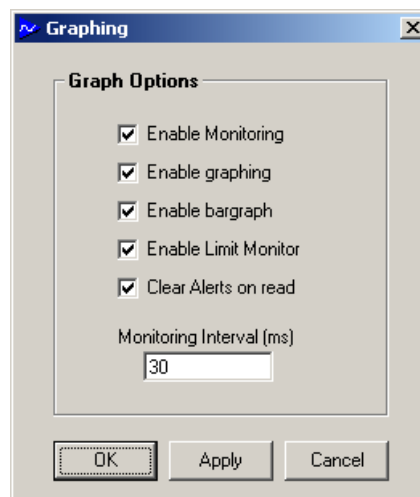 Graphing
Graph Options
Enable Monitoring
Enable graphing
Enable bargraph
Enable Limit Monitor
Clear Alerts on read
Monitoring Interval (ms)
30
OK Apply Cancel